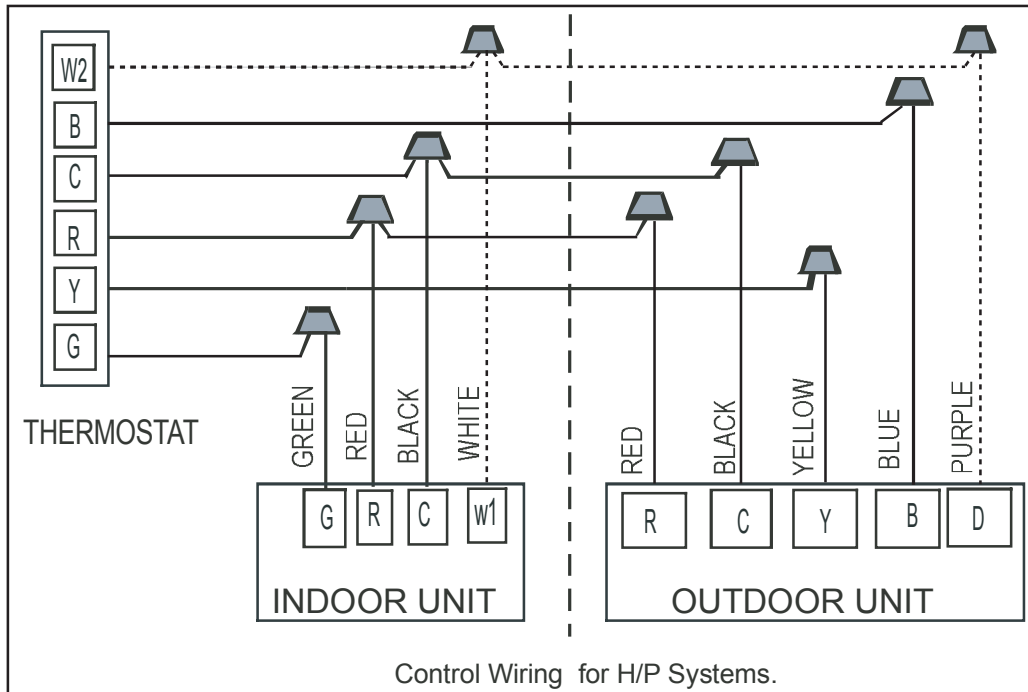 W2
B
C
R
Y
G
THERMOSTAT
GREEN
RED
BLACK
WHITE
RED
BLACK
YELLOW
BLUE
PURPLE
G R C w1
R C Y B D
INDOOR UNIT
OUTDOOR UNIT
Control Wiring for H/P Systems.